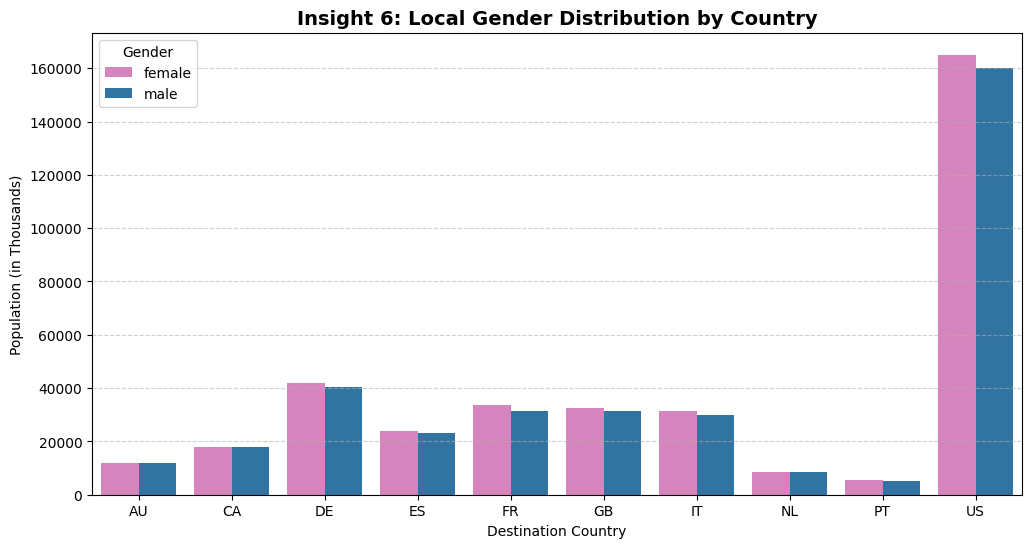 Insight 6: Local Gender Distribution by Country
Gender
female
male
Population (in Thousands)
160000
140000
120000
100000
80000
60000
40000
20000
0
AU CA DE ES FR GB IT NL PT US
Destination Country